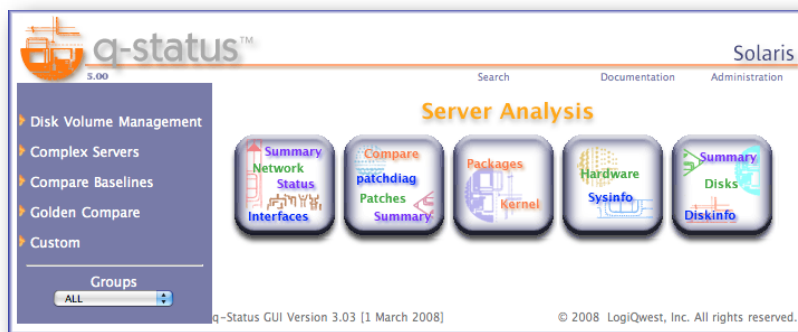 q-status™
5.00
Solaris
Search Documentation Administration
Disk Volume Management
Complex Servers
Compare Baselines
Golden Compare
Custom
Groups
ALL
Server Analysis
Summary
Network
Status
Interfaces
Compare
patchdiag
Patches
Summary
Packages
Kernel
Hardware
Sysinfo
Summary
Disks
Diskinfo
q-Status GUI Version 3.03 [1 March 2008] © 2008 LogiQwest, Inc. All rights reserved.